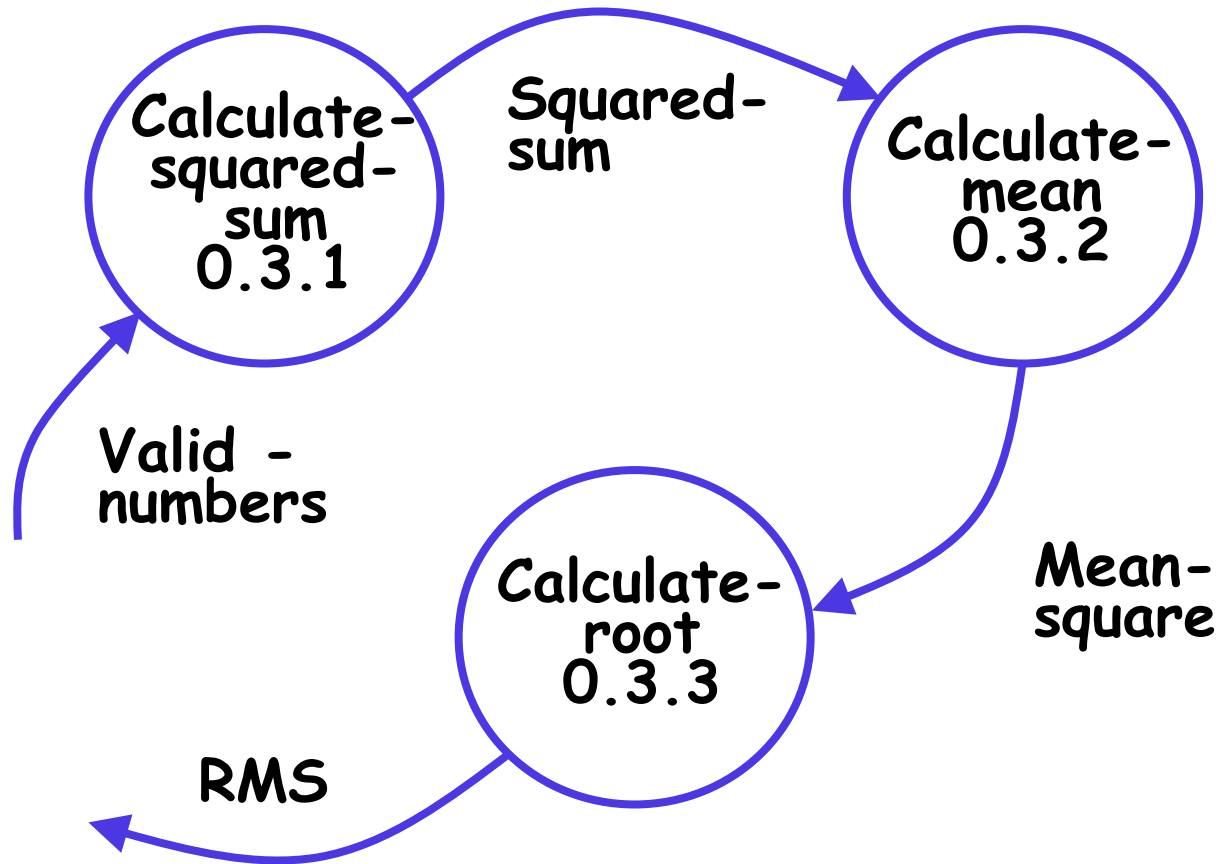 Calculate-
squared-
sum
0.3.1
Squared-
sum
Calculate-
mean
0.3.2
Valid -
numbers
Calculate-
root
0.3.3
Mean-
square
RMS